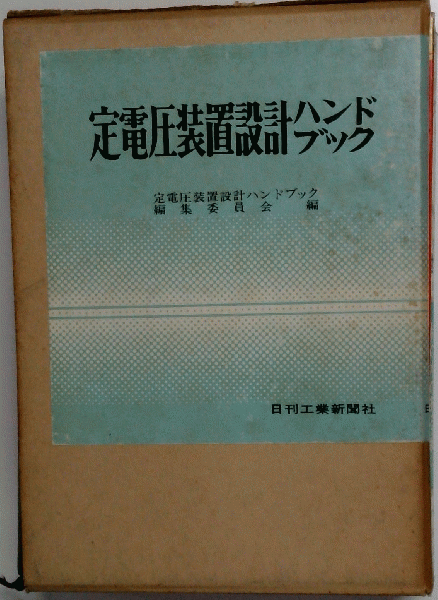 定電圧装置設計ハンドブック
定電圧装置設計ハンドブック
編集委員会 編
日刊工業新聞社